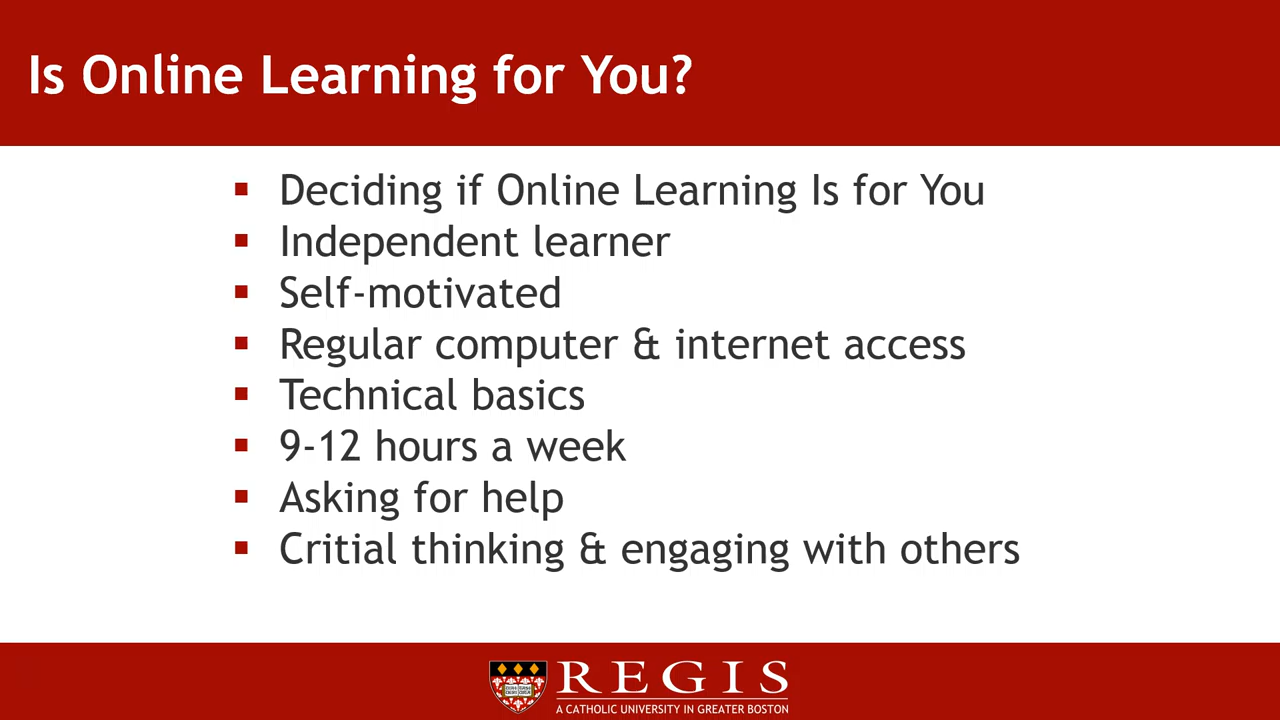 Is Online Learning for You?
▪ Deciding if Online Learning Is for You
▪ Independent learner
▪ Self-motivated
▪ Regular computer & internet access
▪ Technical basics
▪ 9-12 hours a week
▪ Asking for help
▪ Critial thinking & engaging with others
REGIS
A CATHOLIC UNIVERSITY IN GREATER BOSTON